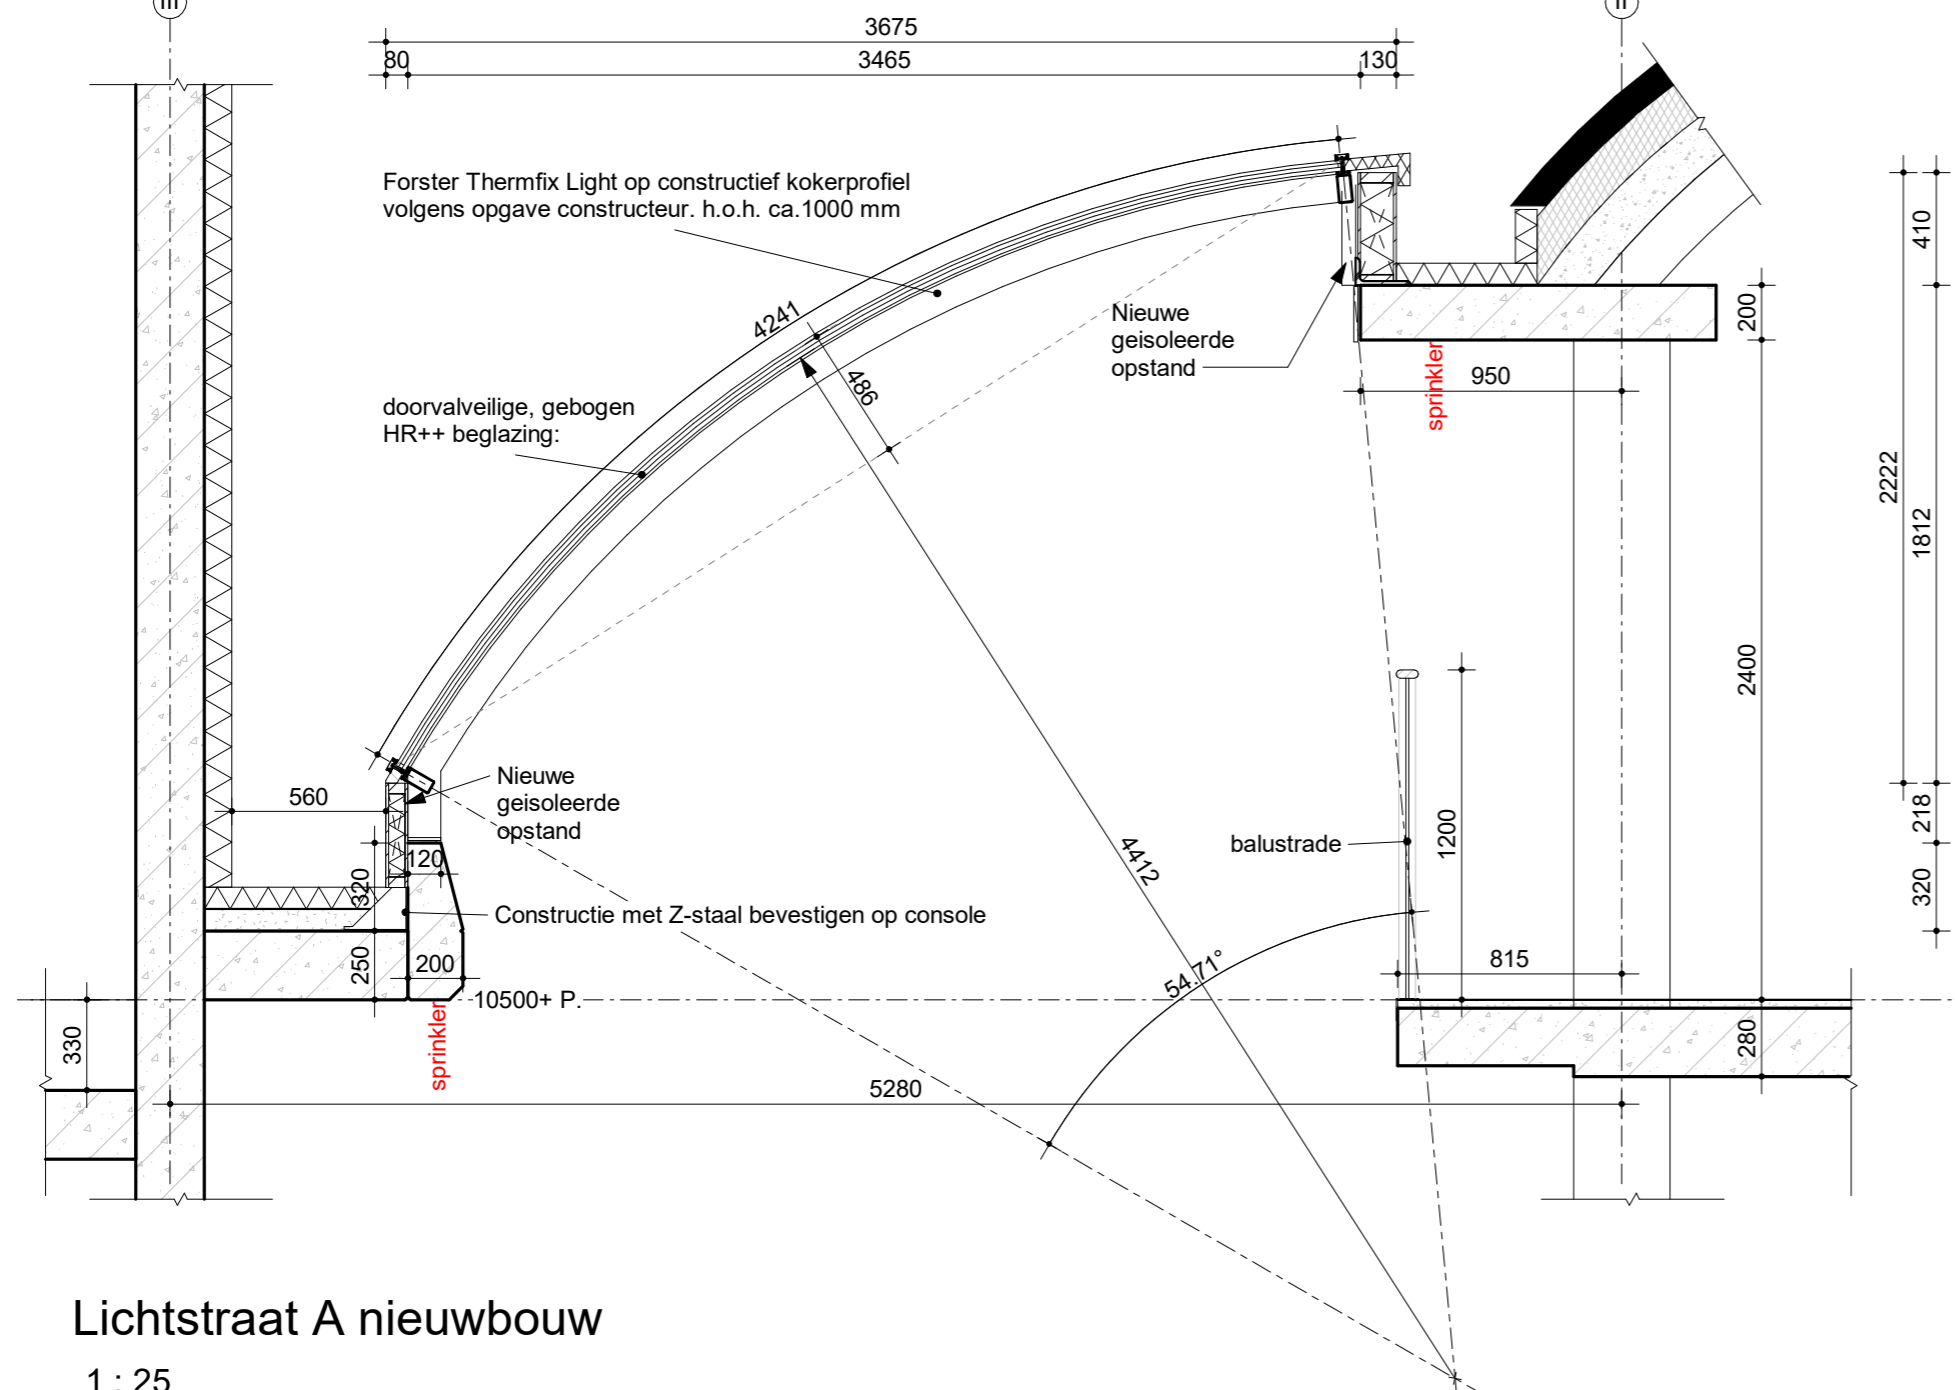 III
II
3675
80
3465
130
Forster Thermfix Light op constructief kokerprofiel
volgens opgave constructeur. h.o.h. ca.1000 mm
410
4241
Nieuwe
geisoleerde
opstand
200
486
950
sprinkler
doorvalveilige, gebogen
HR++ beglazing:
2222
1812
2400
Nieuwe
geisoleerde
opstand
560
1200
218
balustrade
4412
120
320
320
Constructie met Z-staal bevestigen op console
250
200
54.71°
815
10500+ P.
sprinkler
330
280
5280
Lichtstraat A nieuwbouw
1 : 25